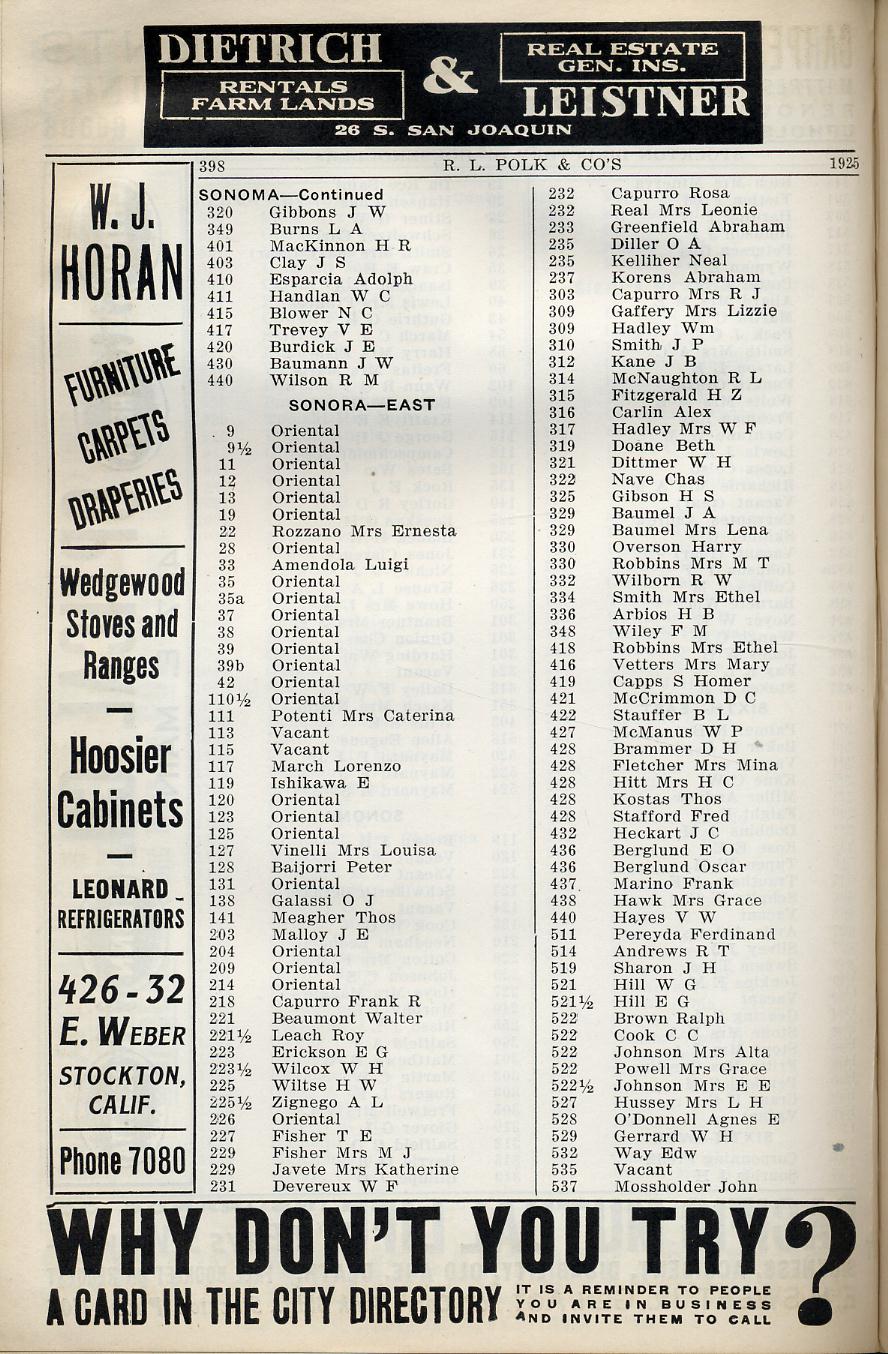 DIETRICH
RENTALS
FARM LANDS
&
REAL ESTATE
GEN. INS.
LEISTNER
26 S. SAN JOAQUIN
398 R. L. POLK & CO'S 1925
W. J.
HORAN
FURNITURE
CARPETS
DRAPERIES
Wedgewood
Stoves and
Ranges
Hoosier
Cabinets
LEONARD
REFRIGERATORS
426-32
E. WEBER
STOCKTON,
CALIF.
Phone 7080
SONOMA—Continued
320 Gibbons J W
349 Burns L A
401 MacKinnon H R
403 Clay J S
410 Esparcia Adolph
411 Handlan W C
415 Blower N C
417 Trevey V E
420 Burdick J E
430 Baumann J W
440 Wilson R M
SONORA—EAST
9 Oriental
9½ Oriental
11 Oriental
12 Oriental
13 Oriental
19 Oriental
22 Rozzano Mrs Ernesta
28 Oriental
33 Amendola Luigi
35 Oriental
35a Oriental
37 Oriental
38 Oriental
39 Oriental
39b Oriental
42 Oriental
110½ Oriental
111 Potenti Mrs Caterina
113 Vacant
115 Vacant
117 March Lorenzo
119 Ishikawa E
120 Oriental
123 Oriental
125 Oriental
127 Vinelli Mrs Louisa
128 Baijorri Peter
131 Oriental
138 Galassi O J
141 Meagher Thos
203 Malloy J E
204 Oriental
209 Oriental
214 Oriental
218 Capurro Frank R
221 Beaumont Walter
221½ Leach Roy
223 Erickson E G
223½ Wilcox W H
225 Wiltse H W
225½ Zignego A L
226 Oriental
227 Fisher T E
229 Fisher Mrs M J
229 Javete Mrs Katherine
231 Devereux W F
232 Capurro Rosa
232 Real Mrs Leonie
233 Greenfield Abraham
235 Diller O A
235 Kelliher Neal
237 Korens Abraham
303 Capurro Mrs R J
309 Gaffery Mrs Lizzie
309 Hadley Wm
310 Smith J P
312 Kane J B
314 McNaughton R L
315 Fitzgerald H Z
316 Carlin Alex
317 Hadley Mrs W F
319 Doane Beth
321 Dittmer W H
322 Nave Chas
325 Gibson H S
329 Baumel J A
329 Baumel Mrs Lena
330 Overson Harry
330 Robbins Mrs M T
332 Wilborn R W
334 Smith Mrs Ethel
336 Arbios H B
348 Wiley F M
418 Robbins Mrs Ethel
416 Vetters Mrs Mary
419 Capps S Homer
421 McCrimmon D C
422 Stauffer B L
427 McManus W P
428 Brammer D H
428 Fletcher Mrs Mina
428 Hitt Mrs H C
428 Kostas Thos
428 Stafford Fred
432 Heckart J C
436 Berglund E O
436 Berglund Oscar
437 Marino Frank
438 Hawk Mrs Grace
440 Hayes V W
511 Pereyda Ferdinand
514 Andrews R T
519 Sharon J H
521 Hill W G
521½ Hill E G
522 Brown Ralph
522 Cook C C
522 Johnson Mrs Alta
522 Powell Mrs Grace
522½ Johnson Mrs E E
527 Hussey Mrs L H
528 O'Donnell Agnes E
529 Gerrard W H
532 Way Edw
535 Vacant
537 Mossholder John
WHY DON'T YOU TRY?
A CARD IN THE CITY DIRECTORY
IT IS A REMINDER TO PEOPLE
YOU ARE IN BUSINESS
AND INVITE THEM TO CALL